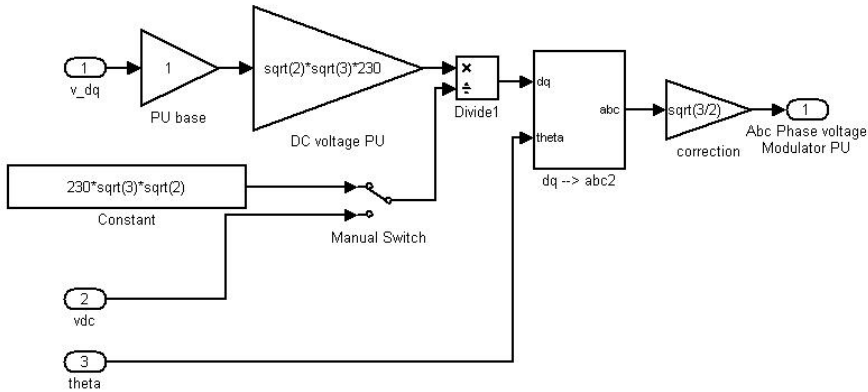 1
v_dq
1
PU base
sqrt(2)*sqrt(3)*230
DC voltage PU
×
÷
Divide1
dq
theta
abc
dq --> abc2
sqrt(3/2)
correction
1
Abc Phase voltage
Modulator PU
230*sqrt(3)*sqrt(2)
Constant
Manual Switch
2
vdc
3
theta